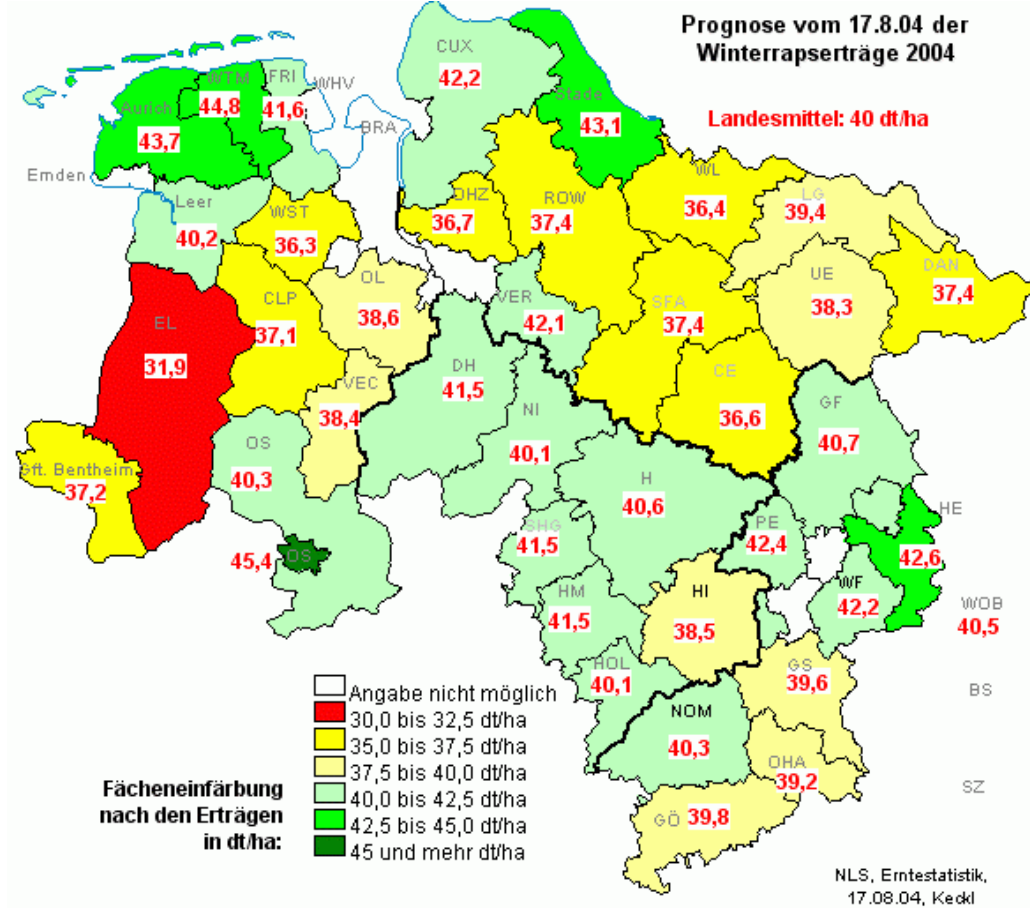 Prognose vom 17.8.04 der
Winterrapserträge 2004
Landesmittel: 40 dt/ha
CUX
42,2
WTM
44,8
FRI
41,6
WHV
Aurich
43,7
BRA
Stade
43,1
Emden
Leer
40,2
WST
36,3
OHZ
36,7
ROW
37,4
WL
36,4
LG
39,4
DAN
37,4
UE
38,3
OL
38,6
CLP
37,1
VER
42,1
SFA
37,4
EL
31,9
VEC
38,4
DH
41,5
NI
40,1
CE
36,6
GF
40,7
Gft. Bentheim
37,2
OS
40,3
H
40,6
OS
45,4
SHG
41,5
PE
42,4
HE
42,6
WF
42,2
HM
41,5
HI
38,5
WOB
40,5
HOL
40,1
GS
39,6
BS
NOM
40,3
OHA
39,2
SZ
GÖ 39,8
Angabe nicht möglich
30,0 bis 32,5 dt/ha
35,0 bis 37,5 dt/ha
37,5 bis 40,0 dt/ha
40,0 bis 42,5 dt/ha
42,5 bis 45,0 dt/ha
45 und mehr dt/ha
Fächeneinfärbung
nach den Erträgen
in dt/ha:
NLS, Erntestatistik,
17.08.04, Keckl